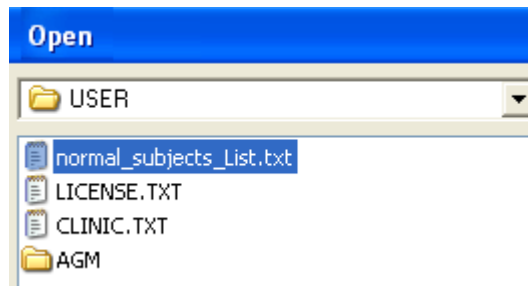 Open
USER
normal_subjects_List.txt
LICENSE.TXT
CLINIC.TXT
AGM